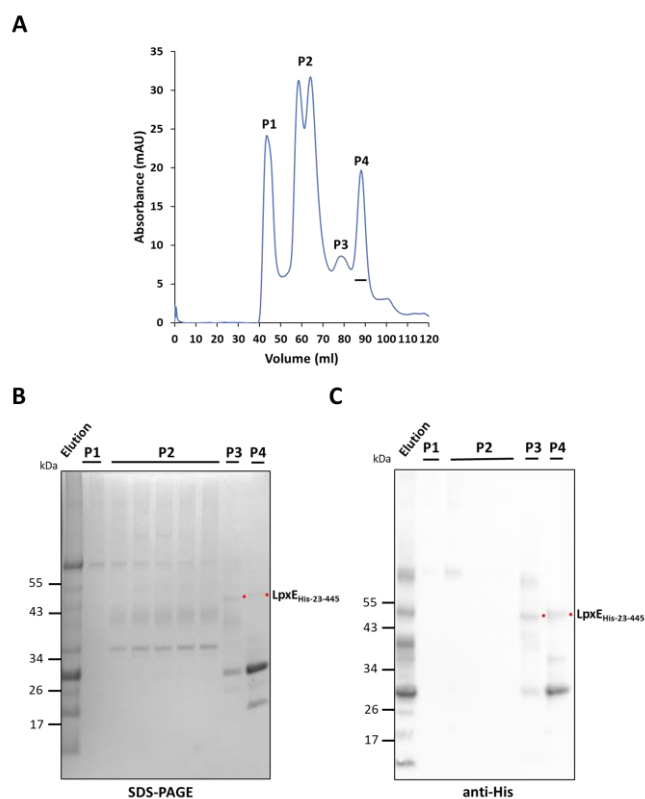 A
35
30
25
20
15
10
5
0
Absorbance (mAU)
P1
P2
P3
P4
0 10 20 30 40 50 60 70 80 90 100 110 120
Volume (ml)
B
Elution
P1 P2 P3 P4
kDa
55
43
34
26
17
LpxEHis-23-445
SDS-PAGE
C
Elution
P1 P2 P3 P4
kDa
55
43
34
26
17
LpxEHis-23-445
anti-His